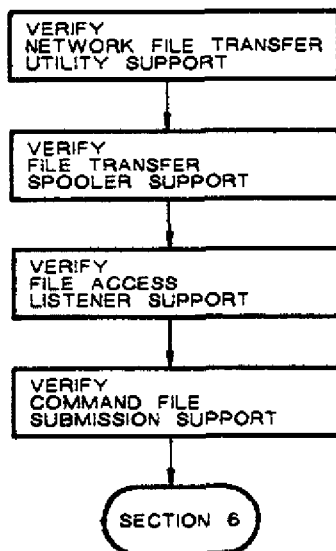 VERIFY
NETWORK FILE TRANSFER
UTILITY SUPPORT
VERIFY
FILE TRANSFER
SPOOLER SUPPORT
VERIFY
FILE ACCESS
LISTENER SUPPORT
VERIFY
COMMAND FILE
SUBMISSION SUPPORT
SECTION 6